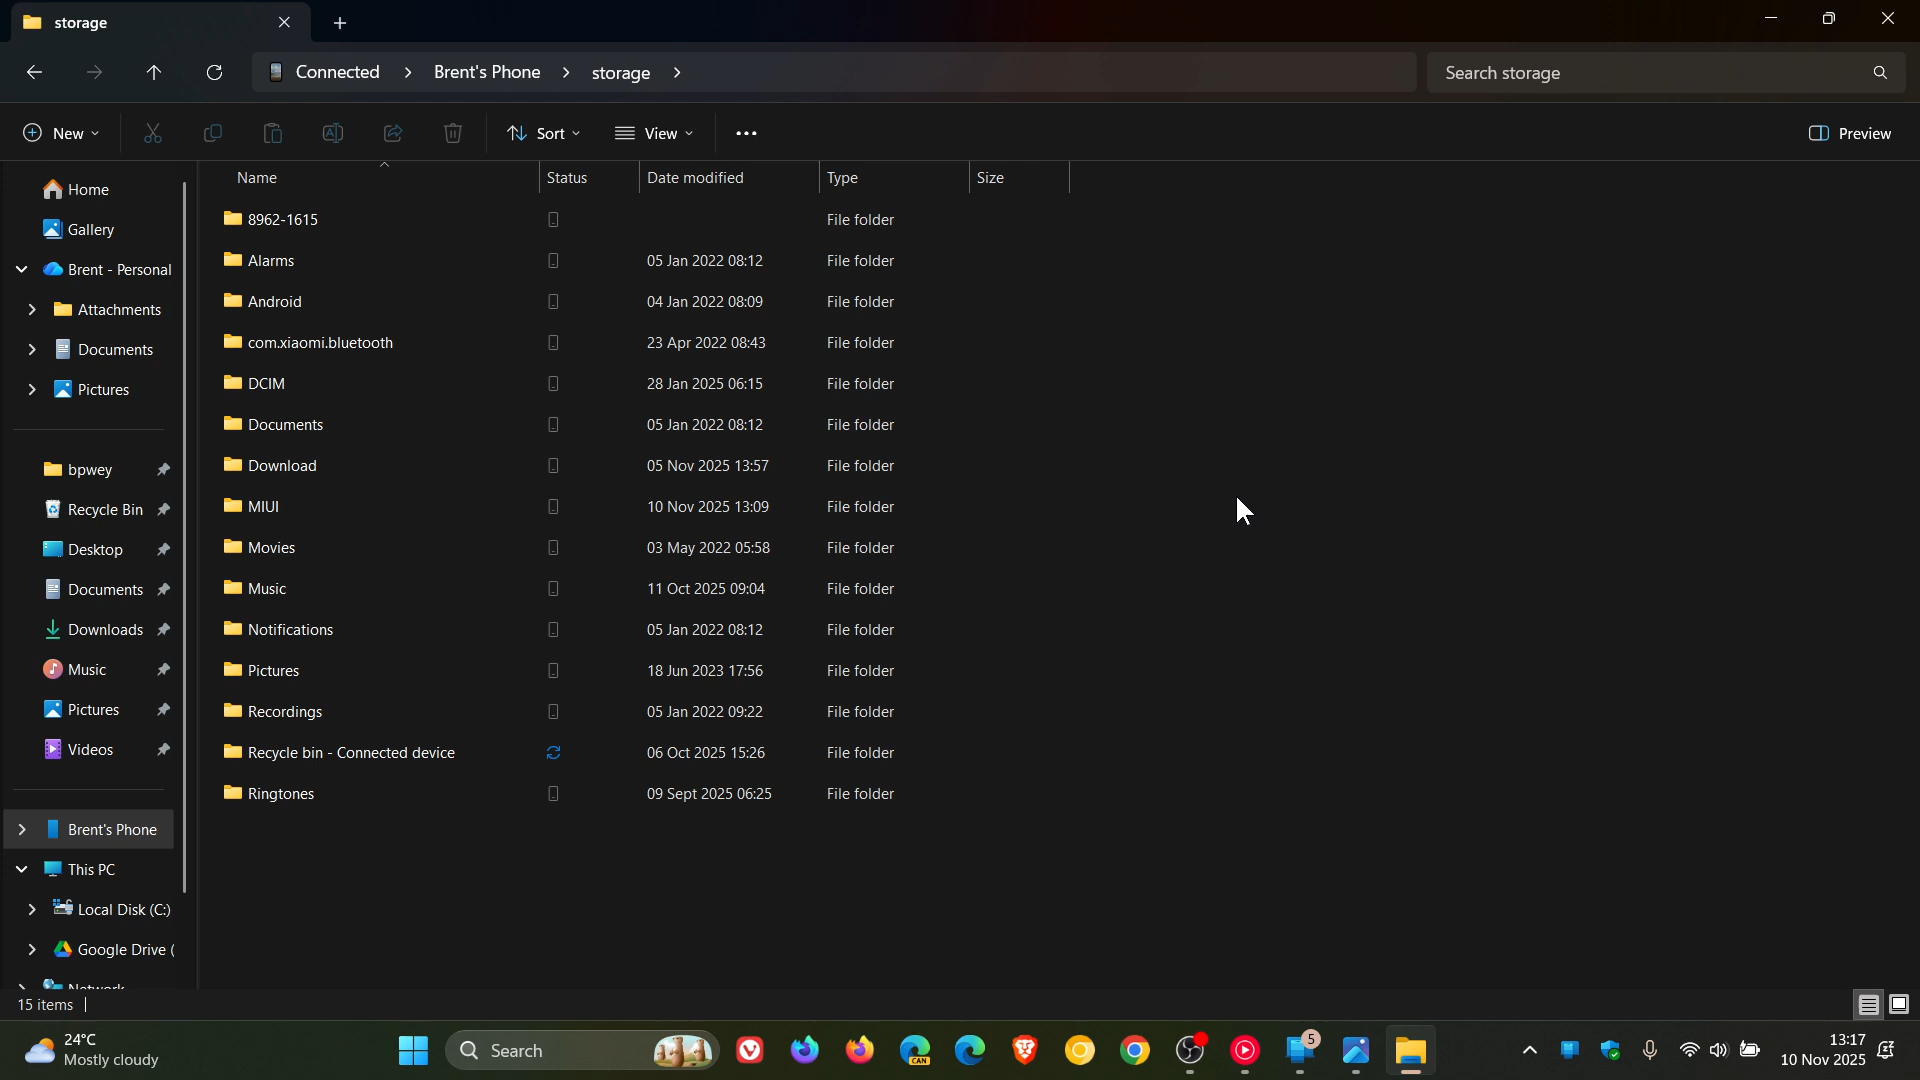 storage
Connected > Brent's Phone > storage >
Search storage
New
Sort
View
Preview
Name Status Date modified Type Size
8962-1615 File folder
Alarms 05 Jan 2022 08:12 File folder
Android 04 Jan 2022 08:09 File folder
com.xiaomi.bluetooth 23 Apr 2022 08:43 File folder
DCIM 28 Jan 2025 06:15 File folder
Documents 05 Jan 2022 08:12 File folder
Download 05 Nov 2025 13:57 File folder
MIUI 10 Nov 2025 13:09 File folder
Movies 03 May 2022 05:58 File folder
Music 11 Oct 2025 09:04 File folder
Notifications 05 Jan 2022 08:12 File folder
Pictures 18 Jun 2023 17:56 File folder
Recordings 05 Jan 2022 09:22 File folder
Recycle bin - Connected device 06 Oct 2025 15:26 File folder
Ringtones 09 Sept 2025 06:25 File folder
Home
Gallery
Brent - Personal
Attachments
Documents
Pictures
bpwey
Recycle Bin
Desktop
Documents
Downloads
Music
Pictures
Videos
Brent's Phone
This PC
Local Disk (C:)
Google Drive (
Network
15 items
24°C
Mostly cloudy
Search
CAN
5
13:17
10 Nov 2025